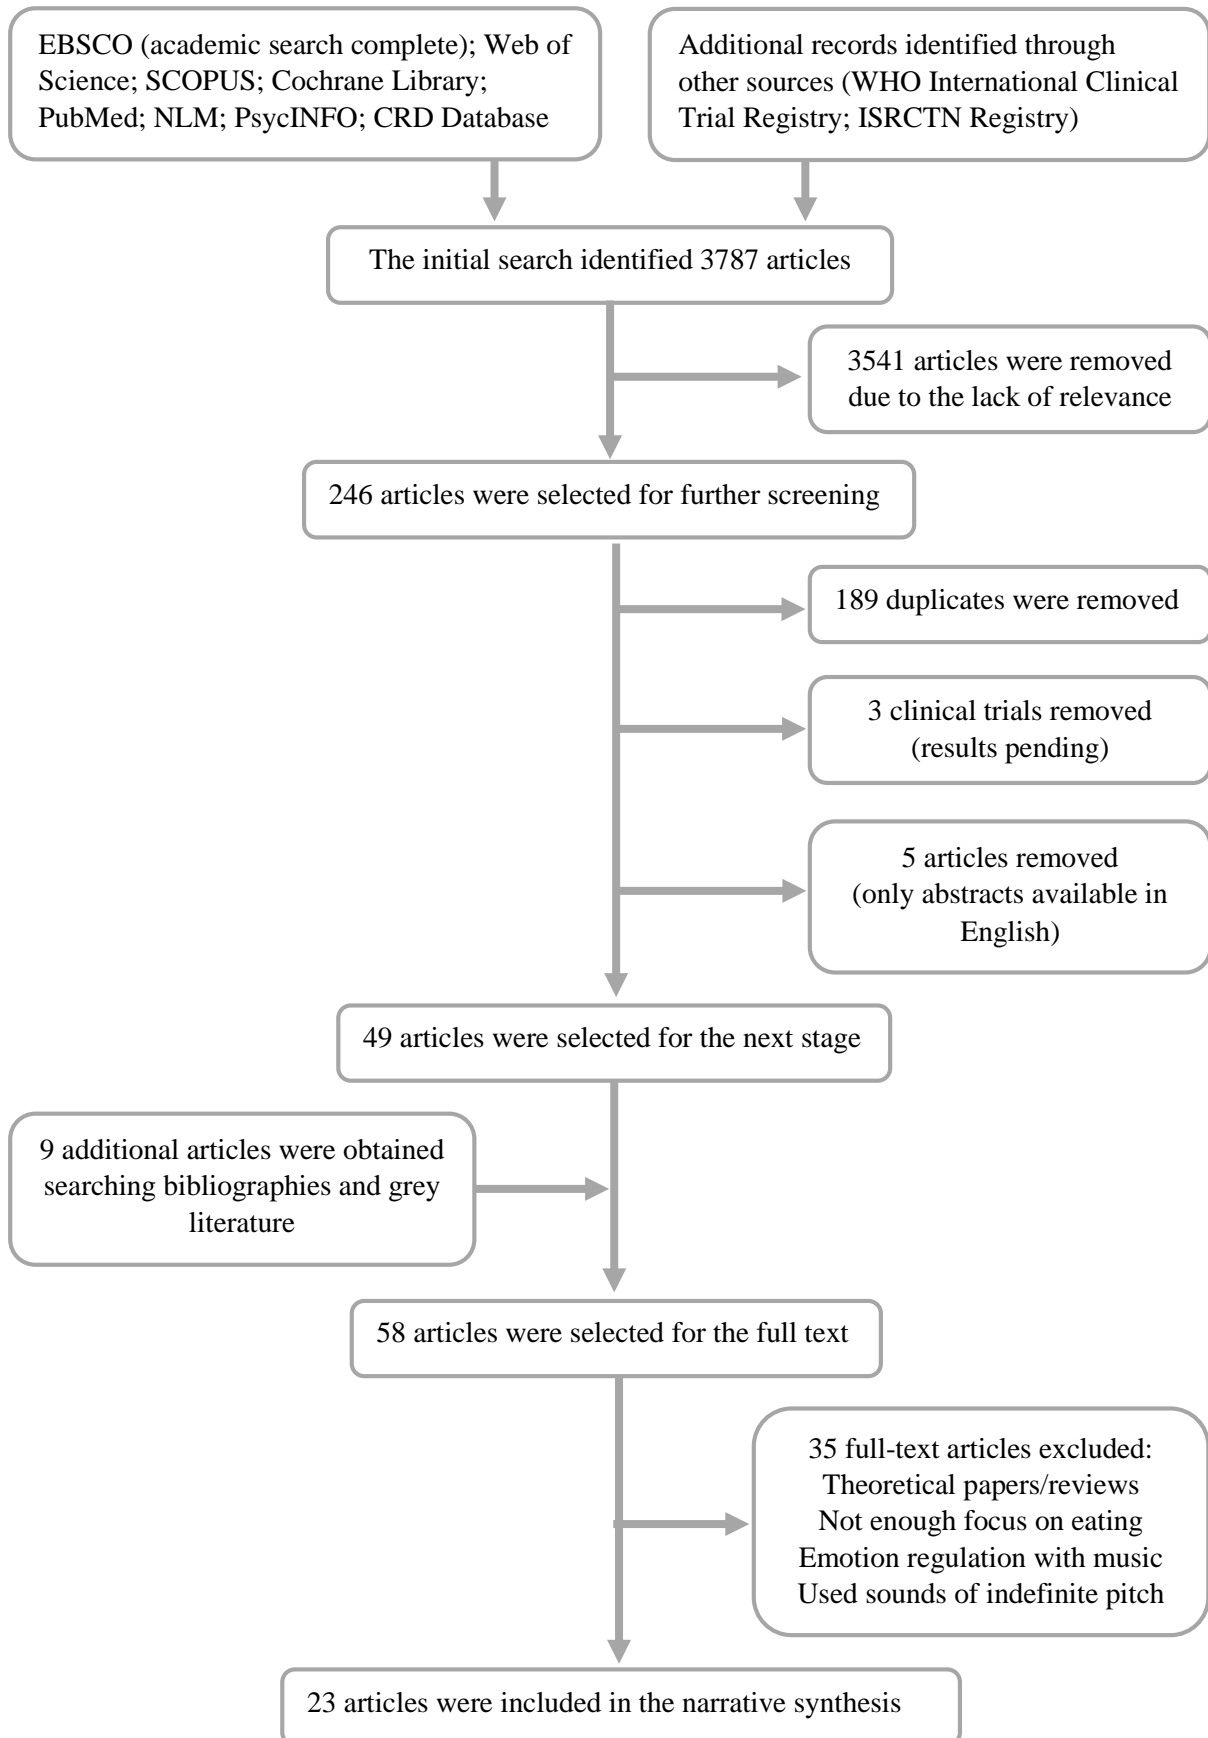 EBSCO (academic search complete); Web of
Science; SCOPUS; Cochrane Library;
PubMed; NLM; PsycINFO; CRD Database
Additional records identified through
other sources (WHO International Clinical
Trial Registry; ISRCTN Registry)
The initial search identified 3787 articles
3541 articles were removed
due to the lack of relevance
246 articles were selected for further screening
189 duplicates were removed
3 clinical trials removed
(results pending)
5 articles removed
(only abstracts available in
English)
49 articles were selected for the next stage
9 additional articles were obtained
searching bibliographies and grey
literature
58 articles were selected for the full text
35 full-text articles excluded:
Theoretical papers/reviews
Not enough focus on eating
Emotion regulation with music
Used sounds of indefinite pitch
23 articles were included in the narrative synthesis